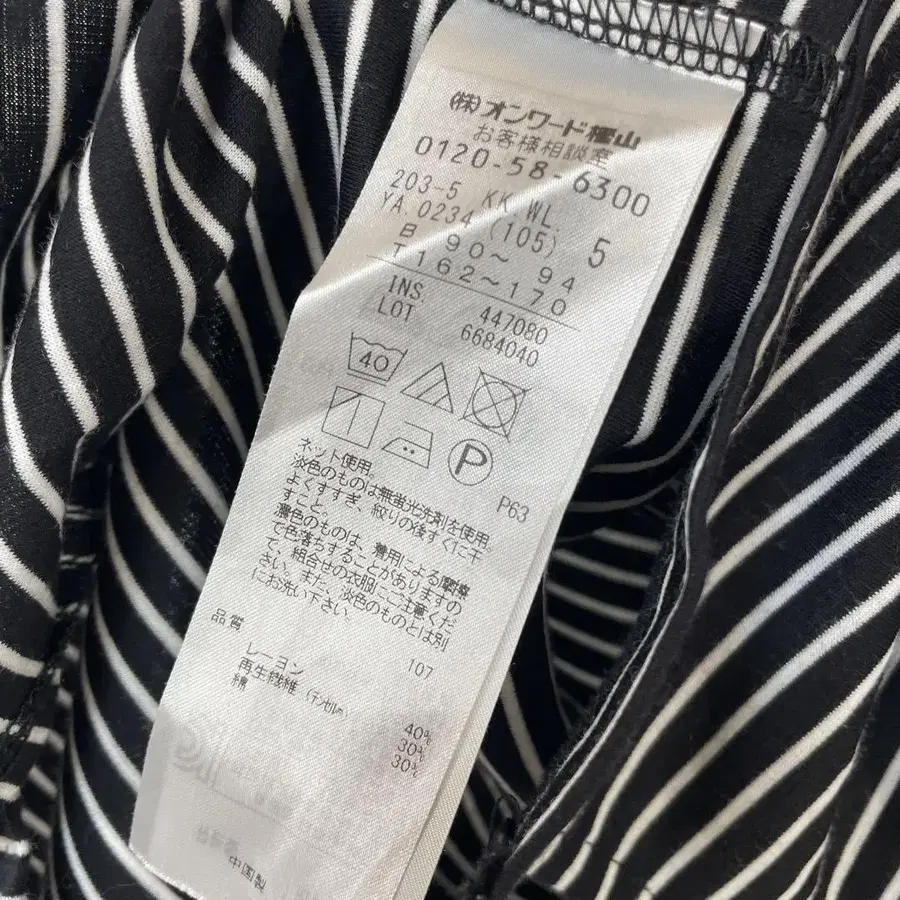 (株)オンワード樫山
お客様相談室
0120-58-6300
203-5 KK.WL.
YA.0234 (105) 5
B 90～ 94
T 162～170
INS. 447080
LOT 6684040
40
P
P63
ネット使用。
淡色のものは無蛍光洗剤を使用
よくすすぎ、絞りの後すぐに干
すこと。
濃色のものは、着用による摩擦
で色落ちすることがありますの
で、組合せの衣服にご注意くだ
さい。また、淡色のものとは別
にお洗い下さい。
107
品質
レーヨン 40%
再生繊維 (テンセル®) 30%
綿 30%
中国製